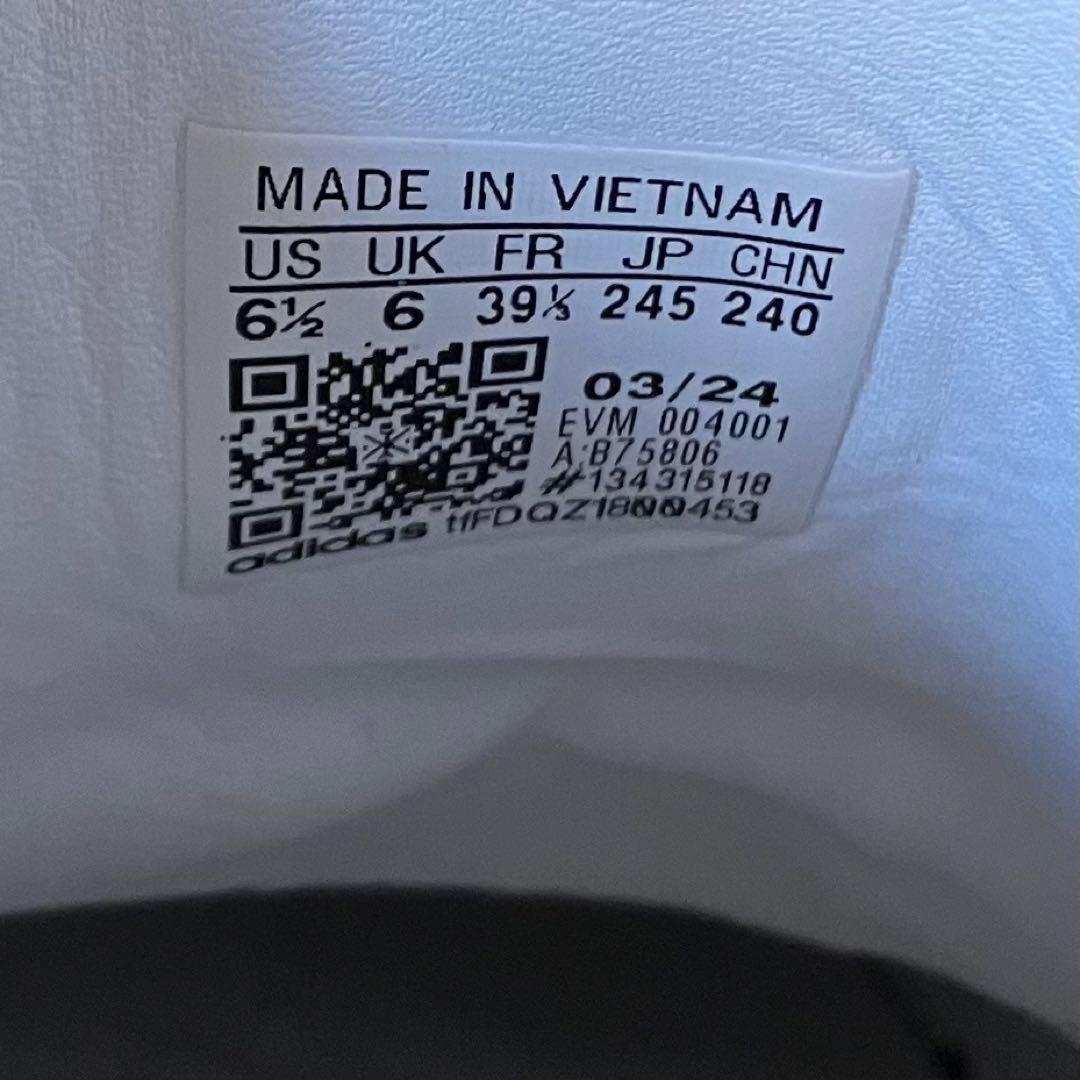 MADE IN VIETNAM
US UK FR JP CHN
6½ 6 39⅓ 245 240
03/24
EVM 004001
A:B75806
#134315118
adidas tfFDQZ1800453